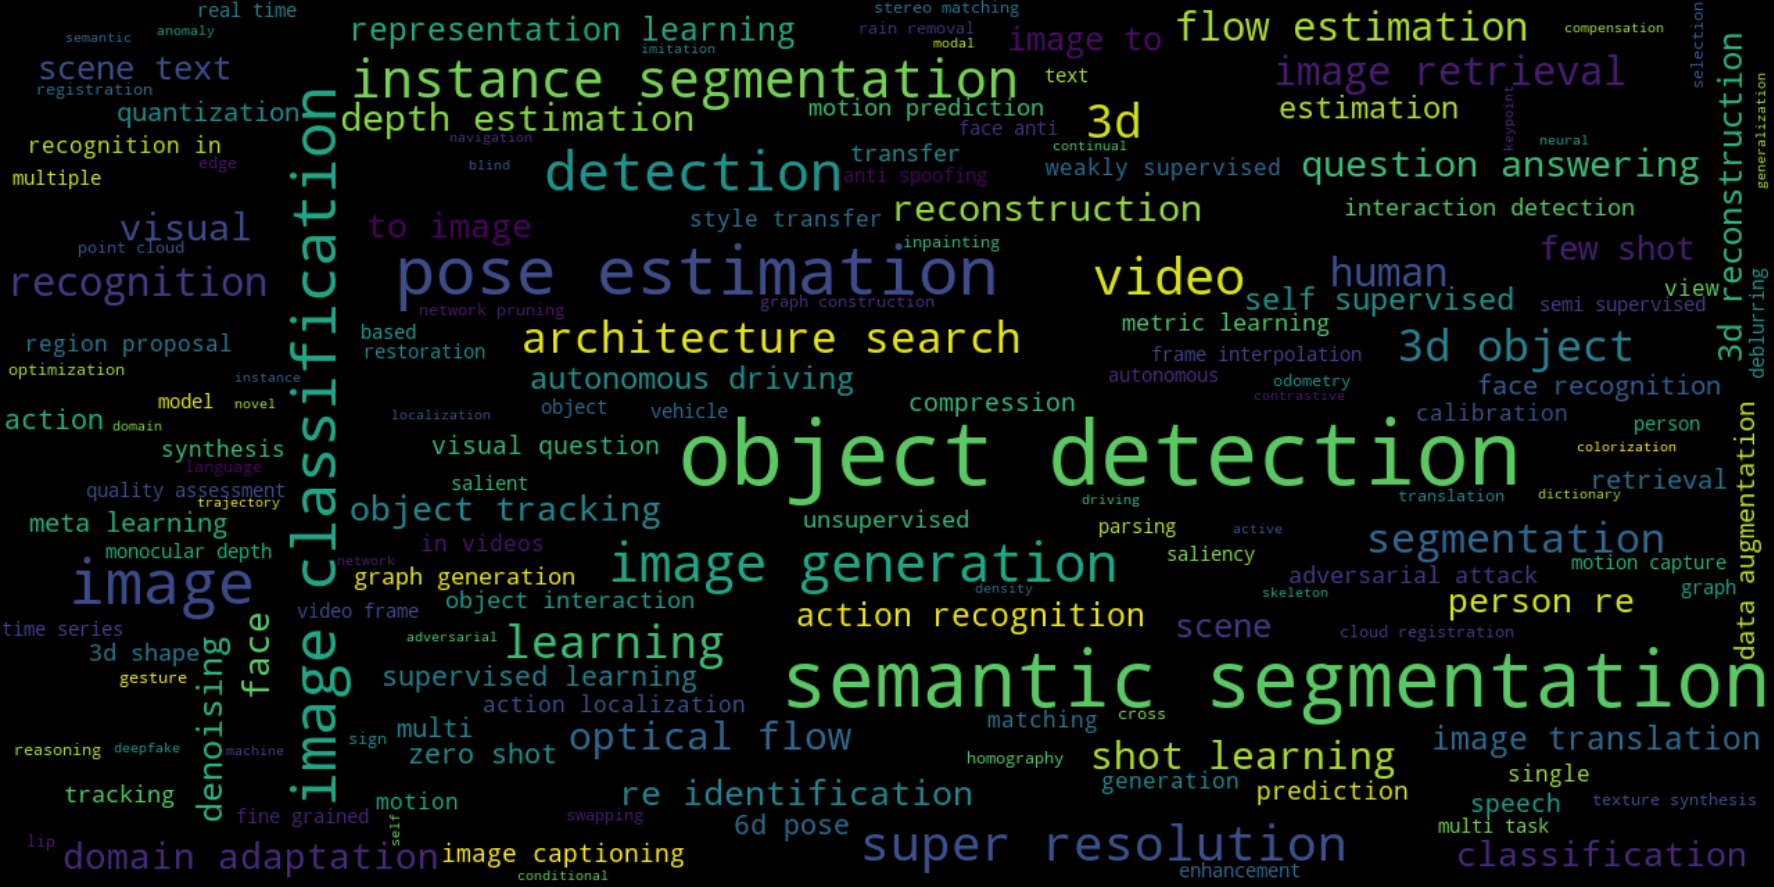 real time
stereo matching
semantic
anomaly
representation learning
imitation
rain removal
modal
image to
flow estimation
compensation
selection
scene text
registration
instance segmentation
text
image retrieval
3d reconstruction
generalization
quantization
depth estimation
motion prediction
3d
estimation
keypoint
recognition in
edge
navigation
face anti
continual
neural
multiple
blind
detection
transfer
anti spoofing
weakly supervised
question answering
visual
point cloud
to image
style transfer
reconstruction
interaction detection
inpainting
few shot
recognition
image classification
pose estimation
network pruning
graph construction
video
human
self supervised
view
semi supervised
deblurring
region proposal
based
restoration
architecture search
metric learning
frame interpolation
3d object
optimization
instance
autonomous driving
autonomous
odometry
contrastive
face recognition
model
novel
action
domain
localization
object
vehicle
compression
calibration
person
data augmentation
synthesis
language
visual question
object detection
colorization
quality assessment
trajectory
salient
driving
translation
dictionary
retrieval
meta learning
object tracking
unsupervised
parsing
active
monocular depth
in videos
network
saliency
segmentation
motion capture
image
graph generation
image generation
density
adversarial attack
skeleton
graph
video frame
object interaction
action recognition
person re
time series
face
adversarial
learning
scene
cloud registration
3d shape
gesture
denoising
supervised learning
semantic segmentation
action localization
multi
matching
cross
reasoning
deepfake
machine
sign
zero shot
optical flow
homography
shot learning
image translation
tracking
motion
re identification
generation
prediction
single
speech
texture synthesis
fine grained
self
swapping
6d pose
multi task
lip
domain adaptation
image captioning
conditional
super resolution
enhancement
classification